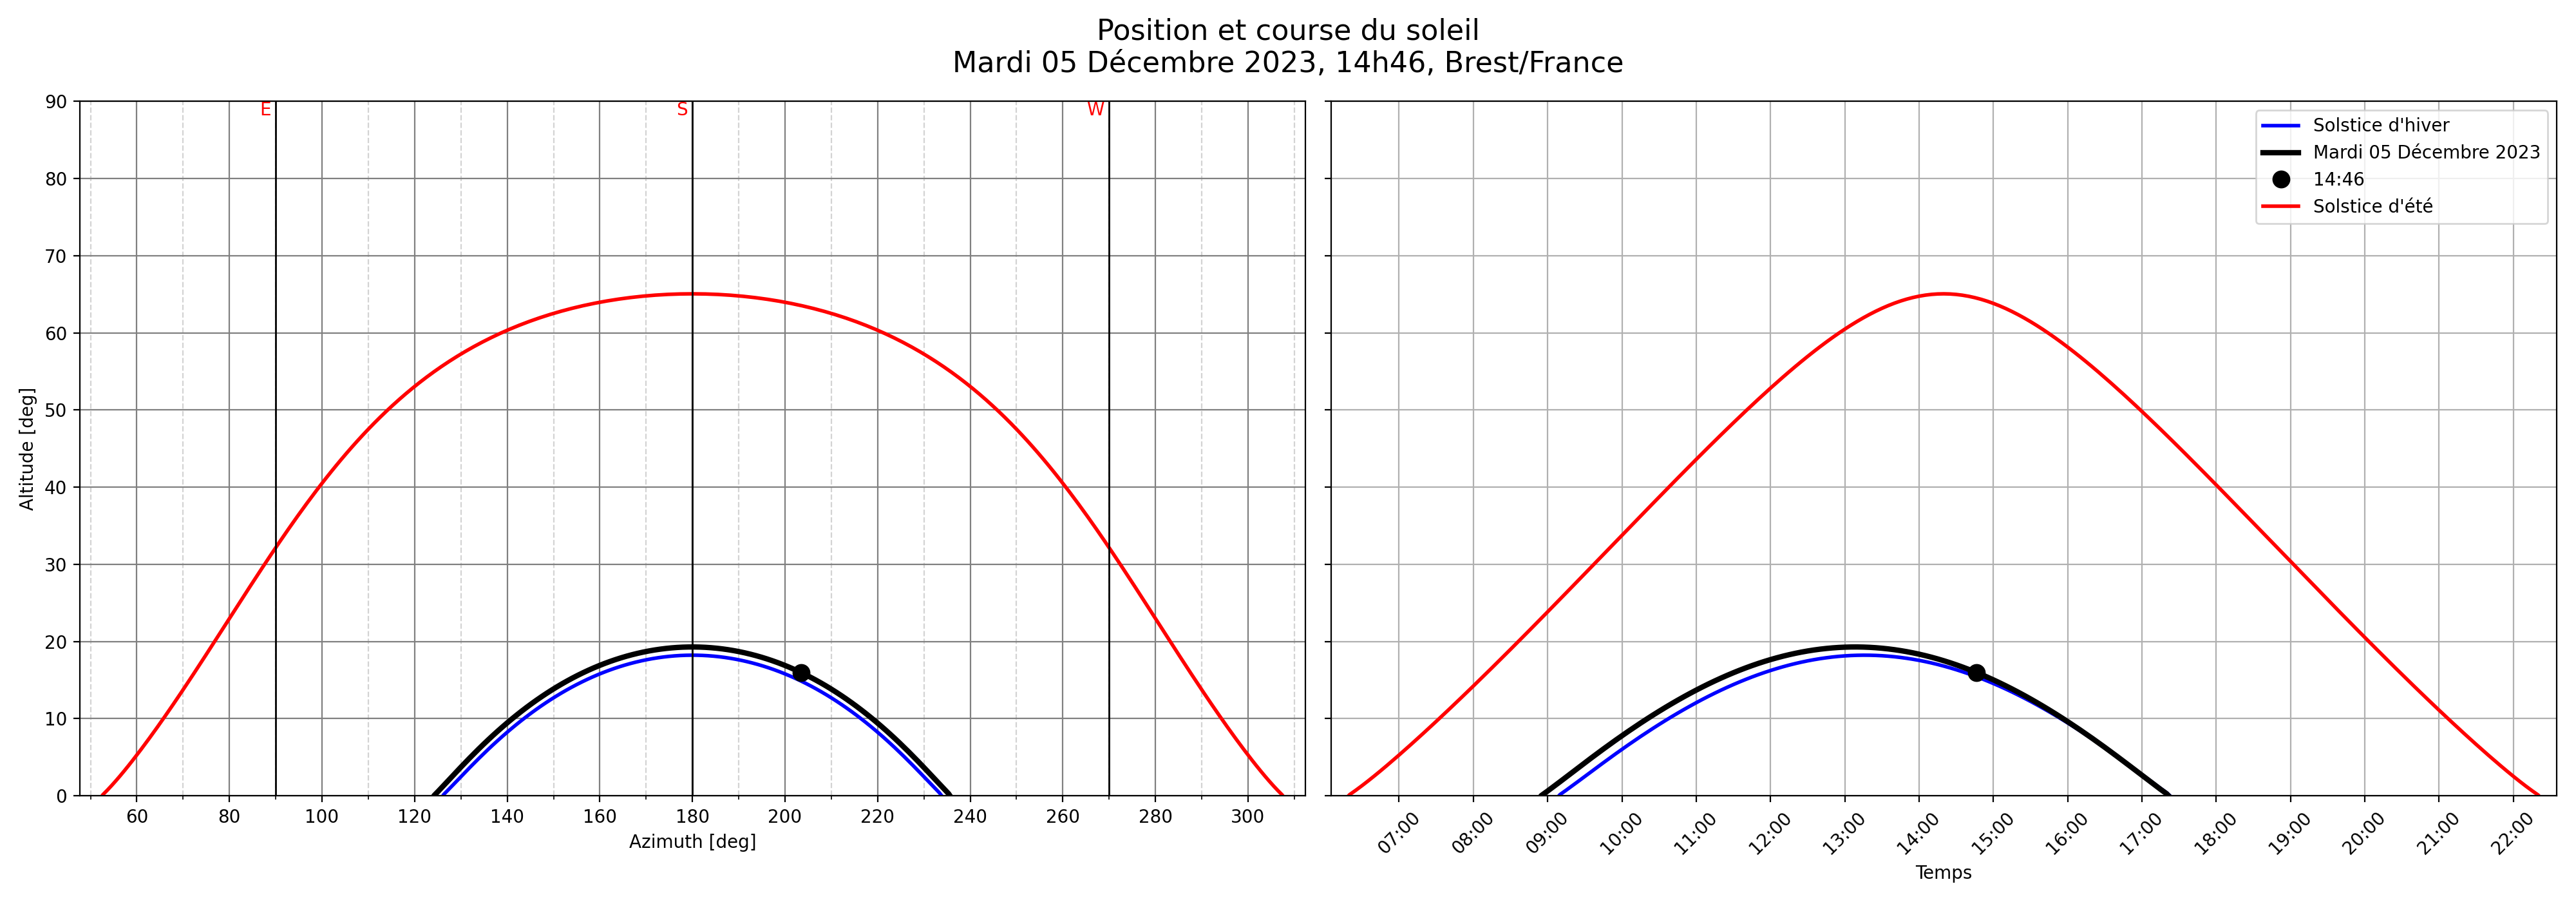 Position et course du soleil
Mardi 05 Décembre 2023, 14h46, Brest/France
E
S
W
90
80
70
60
50
40
30
20
10
0
Altitude [deg]
60 80 100 120 140 160 180 200 220 240 260 280 300
Azimuth [deg]
Solstice d'hiver
Mardi 05 Décembre 2023
14:46
Solstice d'été
07:00 08:00 09:00 10:00 11:00 12:00 13:00 14:00 15:00 16:00 17:00 18:00 19:00 20:00 21:00 22:00
Temps